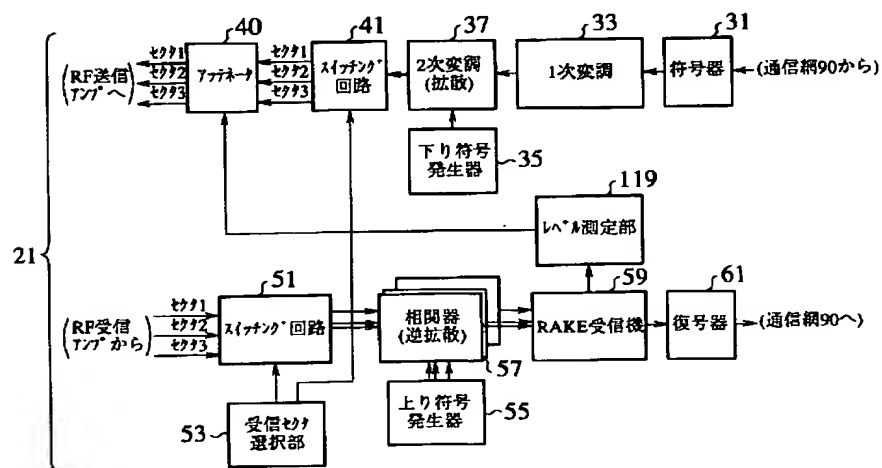 40
41
37
33
31
セクタ1
セクタ2
セクタ3
(RF送信
アンプへ)
アッテネータ
セクタ1
セクタ2
セクタ3
スイッチング
回路
2次変調
(拡散)
1次変調
符号器
(通信網90から)
下り符号
発生器
35
119
レベル測定部
21
51
59
61
(RF受信
アンプから)
セクタ1
セクタ2
セクタ3
スイッチング回路
相関器
(逆拡散)
57
RAKE受信機
復号器
(通信網90へ)
53
受信セクタ
選択部
上り符号
発生器
55